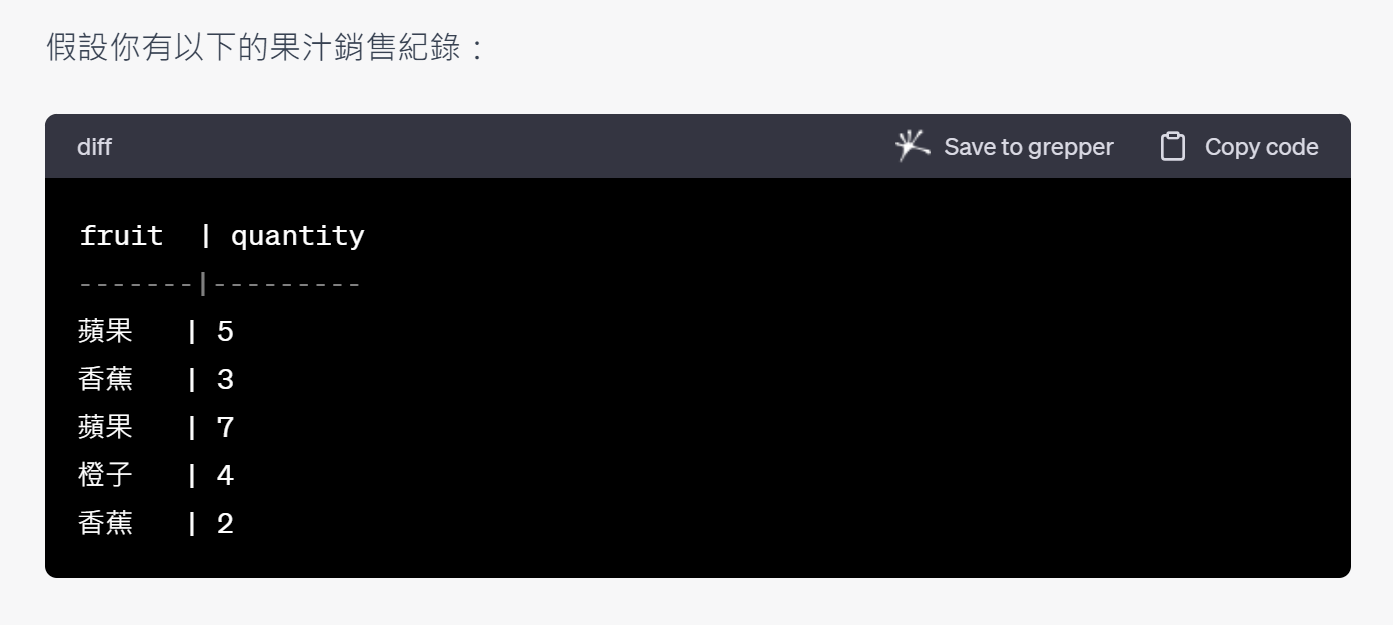 假設你有以下的果汁銷售紀錄：
diff Save to grepper Copy code
fruit  | quantity
-------|---------
蘋果   | 5
香蕉   | 3
蘋果   | 7
橙子   | 4
香蕉   | 2